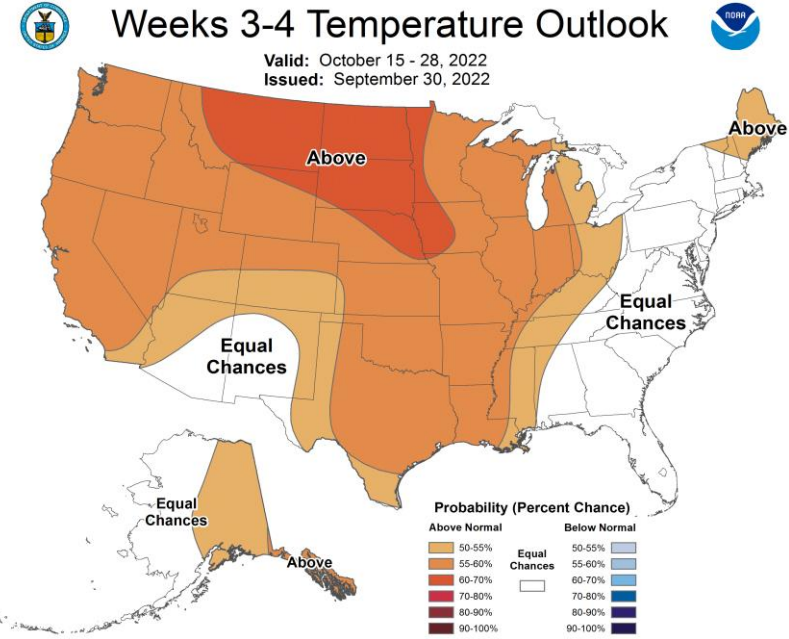 Weeks 3-4 Temperature Outlook
NOAA
Valid: October 15 - 28, 2022
Issued: September 30, 2022
Above
Above
Equal
Chances
Equal
Chances
Equal
Chances
Above
Probability (Percent Chance)
Above Normal
Below Normal
Equal
Chances
50-55%
55-60%
60-70%
70-80%
80-90%
90-100%
50-55%
55-60%
60-70%
70-80%
80-90%
90-100%